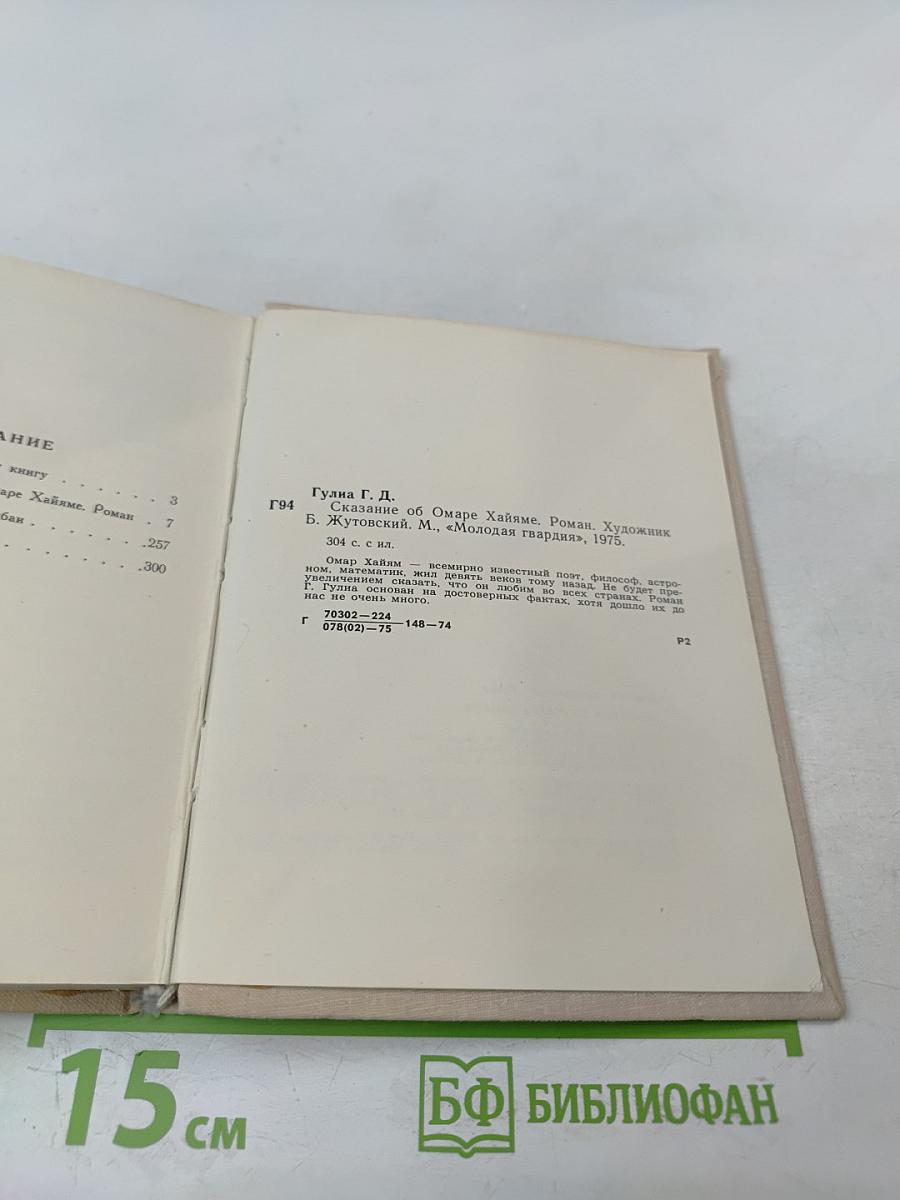 АНИЕ
книгу . . . . . . 3
аре Хайяме. Роман . 7
баи . . . . . .257
. . . . . .300
Гулиа Г. Д.
Г94 Сказание об Омаре Хайяме. Роман. Художник
Б. Жутовский. М., «Молодая гвардия», 1975.
304 с. с ил.
Омар Хайям — всемирно известный поэт, философ, астро-
ном, математик, жил девять веков тому назад. Не будет пре-
увеличением сказать, что он любим во всех странах. Роман
Г. Гулиа основан на достоверных фактах, хотя дошло их до
нас не очень много.
Г 70302—224
078(02)—75 148—74
Р2
15 см
БФ БИБЛИОФАН